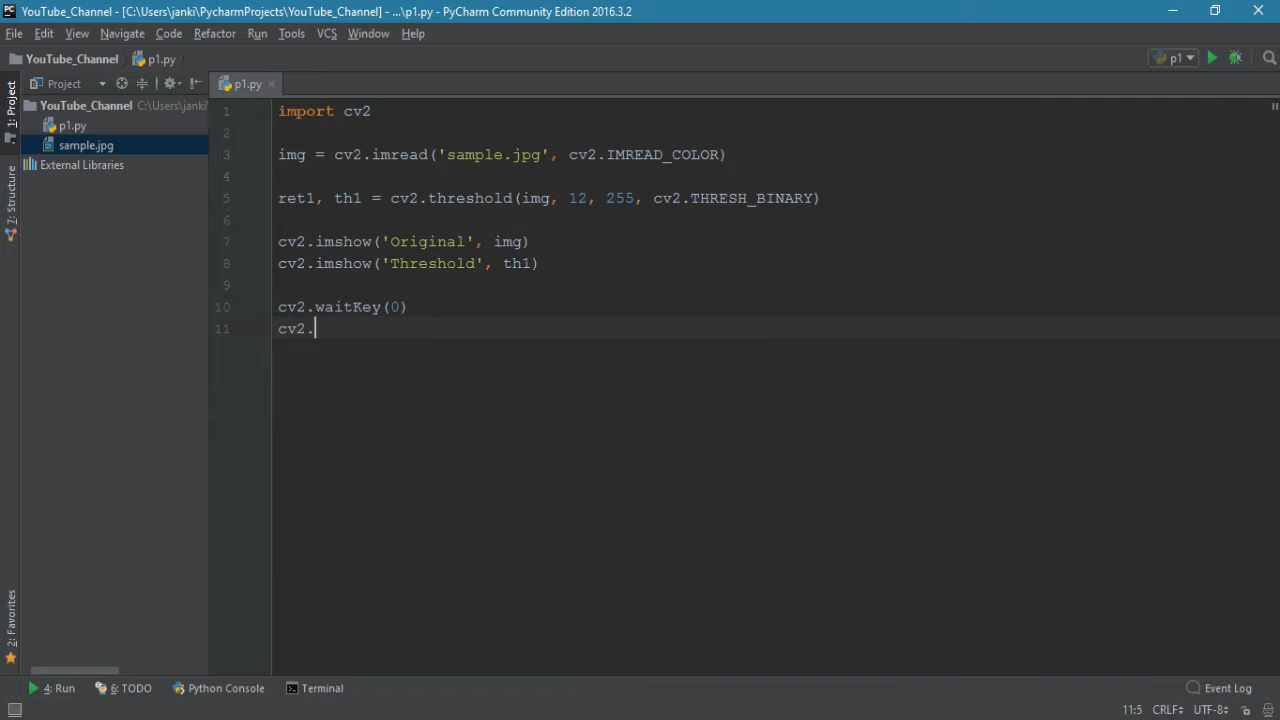 YouTube_Channel - [C:\Users\janki\PycharmProjects\YouTube_Channel] - ...\p1.py - PyCharm Community Edition 2016.3.2
File Edit View Navigate Code Refactor Run Tools VCS Window Help
YouTube_Channel p1.py p1
1: Project
Project
p1.py
YouTube_Channel C:\Users\janki\
p1.py
sample.jpg
External Libraries
7: Structure
2: Favorites
1 import cv2
2
3 img = cv2.imread('sample.jpg', cv2.IMREAD_COLOR)
4
5 ret1, th1 = cv2.threshold(img, 12, 255, cv2.THRESH_BINARY)
6
7 cv2.imshow('Original', img)
8 cv2.imshow('Threshold', th1)
9
10 cv2.waitKey(0)
11 cv2.
4: Run 6: TODO Python Console Terminal Event Log
11:5 CRLF UTF-8